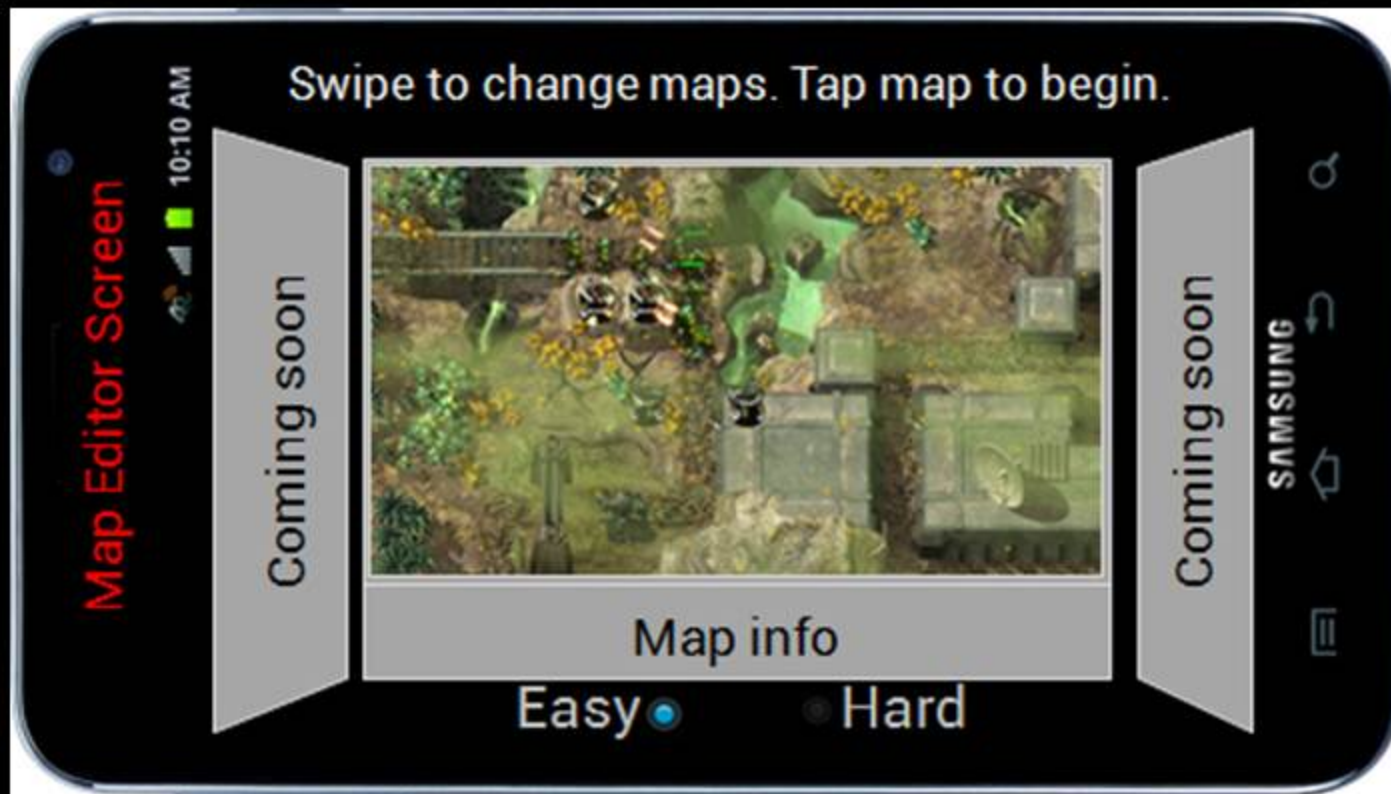 Swipe to change maps. Tap map to begin.
Map Editor Screen
10:10 AM
Coming soon
Map info
Easy
Hard
Coming soon
SAMSUNG